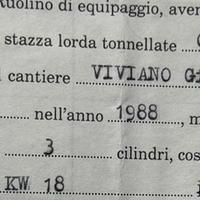 Ruolino di equipaggio, aven
stazza lorda tonnellate
cantiere VIVIANO G
nell'anno 1988, m
3 cilindri, cos
KW 18